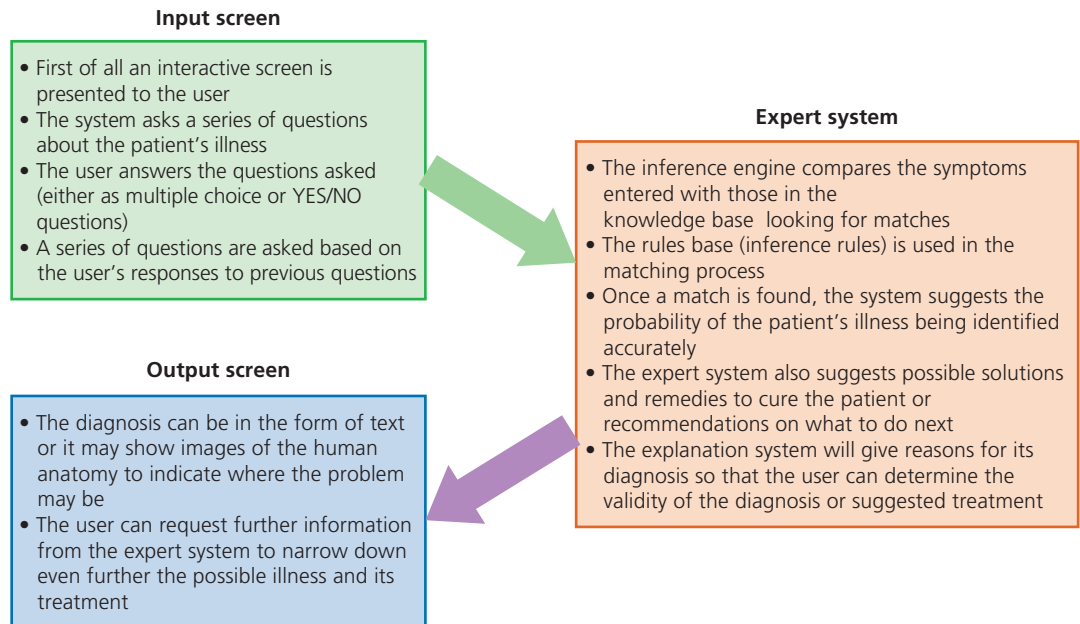 Input screen
• First of all an interactive screen is
presented to the user
• The system asks a series of questions
about the patient's illness
• The user answers the questions asked
(either as multiple choice or YES/NO
questions)
• A series of questions are asked based on
the user's responses to previous questions
Expert system
• The inference engine compares the symptoms
entered with those in the
knowledge base looking for matches
• The rules base (inference rules) is used in the
matching process
• Once a match is found, the system suggests the
probability of the patient's illness being identified
accurately
• The expert system also suggests possible solutions
and remedies to cure the patient or
recommendations on what to do next
• The explanation system will give reasons for its
diagnosis so that the user can determine the
validity of the diagnosis or suggested treatment
Output screen
• The diagnosis can be in the form of text
or it may show images of the human
anatomy to indicate where the problem
may be
• The user can request further information
from the expert system to narrow down
even further the possible illness and its
treatment